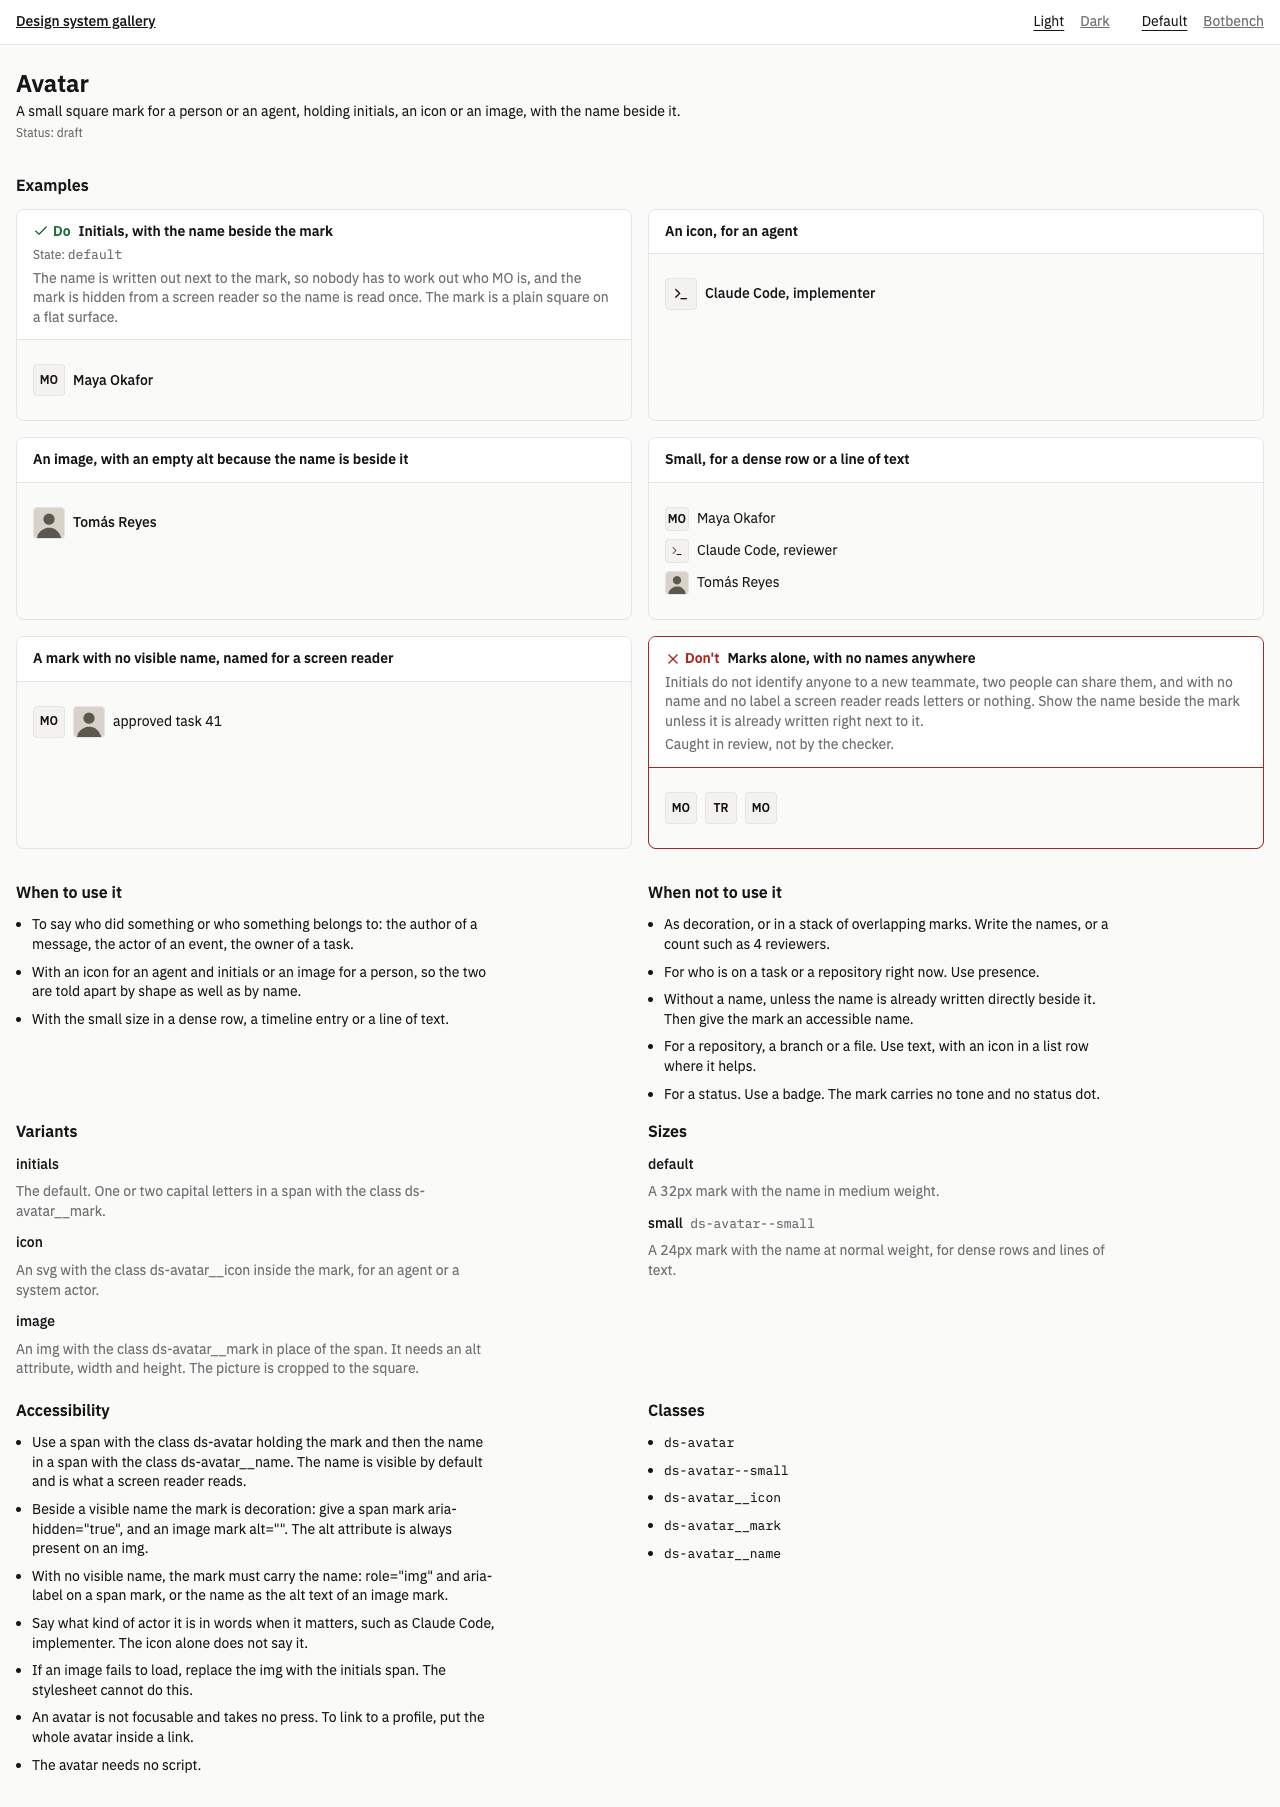 Design system gallery
Light Dark Default Botbench
Avatar
A small square mark for a person or an agent, holding initials, an icon or an image, with the name beside it.
Status: draft
Examples
Do Initials, with the name beside the mark
State: default
The name is written out next to the mark, so nobody has to work out who MO is, and the
mark is hidden from a screen reader so the name is read once. The mark is a plain square on
a flat surface.
MO Maya Okafor
An icon, for an agent
Claude Code, implementer
An image, with an empty alt because the name is beside it
Tomás Reyes
Small, for a dense row or a line of text
MO Maya Okafor
Claude Code, reviewer
Tomás Reyes
A mark with no visible name, named for a screen reader
MO approved task 41
Don't Marks alone, with no names anywhere
Initials do not identify anyone to a new teammate, two people can share them, and with no
name and no label a screen reader reads letters or nothing. Show the name beside the mark
unless it is already written right next to it.
Caught in review, not by the checker.
MO TR MO
When to use it
To say who did something or who something belongs to: the author of a
message, the actor of an event, the owner of a task.
With an icon for an agent and initials or an image for a person, so the two
are told apart by shape as well as by name.
With the small size in a dense row, a timeline entry or a line of text.
When not to use it
As decoration, or in a stack of overlapping marks. Write the names, or a
count such as 4 reviewers.
For who is on a task or a repository right now. Use presence.
Without a name, unless the name is already written directly beside it.
Then give the mark an accessible name.
For a repository, a branch or a file. Use text, with an icon in a list row
where it helps.
For a status. Use a badge. The mark carries no tone and no status dot.
Variants
initials
The default. One or two capital letters in a span with the class ds-
avatar__mark.
icon
An svg with the class ds-avatar__icon inside the mark, for an agent or a
system actor.
image
An img with the class ds-avatar__mark in place of the span. It needs an alt
attribute, width and height. The picture is cropped to the square.
Sizes
default
A 32px mark with the name in medium weight.
small ds-avatar--small
A 24px mark with the name at normal weight, for dense rows and lines of
text.
Accessibility
Use a span with the class ds-avatar holding the mark and then the name
in a span with the class ds-avatar__name. The name is visible by default
and is what a screen reader reads.
Beside a visible name the mark is decoration: give a span mark aria-
hidden="true", and an image mark alt="". The alt attribute is always
present on an img.
With no visible name, the mark must carry the name: role="img" and aria-
label on a span mark, or the name as the alt text of an image mark.
Say what kind of actor it is in words when it matters, such as Claude Code,
implementer. The icon alone does not say it.
If an image fails to load, replace the img with the initials span. The
stylesheet cannot do this.
An avatar is not focusable and takes no press. To link to a profile, put the
whole avatar inside a link.
The avatar needs no script.
Classes
ds-avatar
ds-avatar--small
ds-avatar__icon
ds-avatar__mark
ds-avatar__name